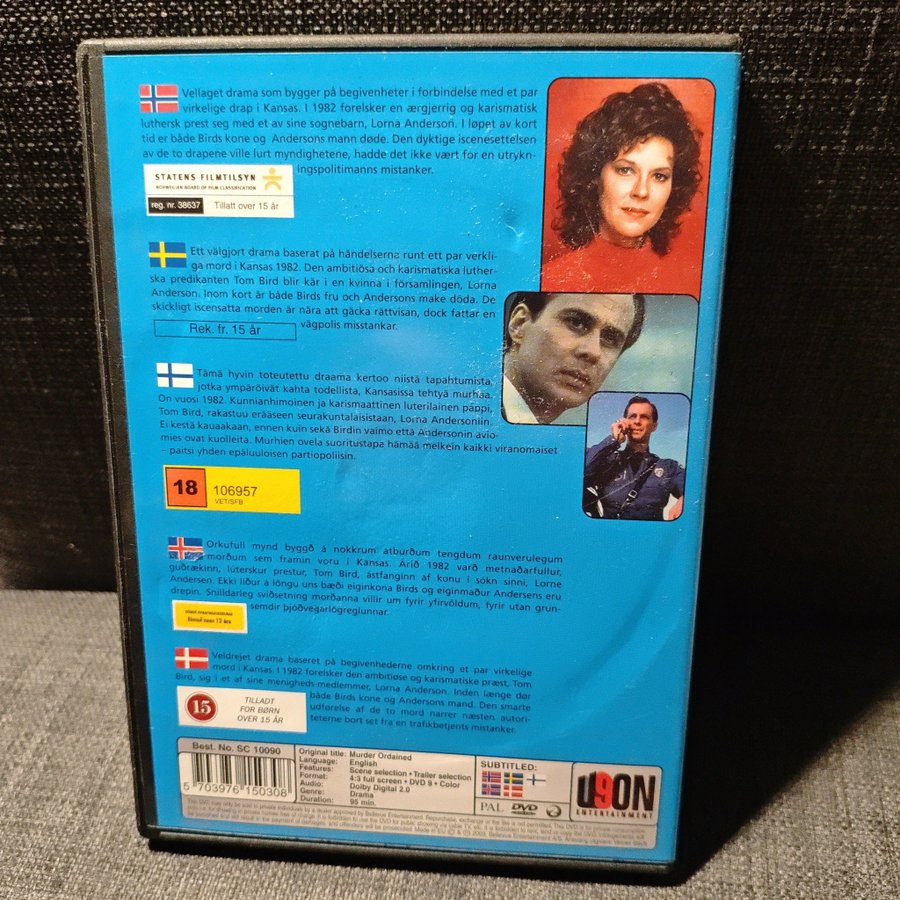 Vellaget drama som bygger på begivenheter i forbindelse med et par
virkelige drap i Kansas. I 1982 forelsker en ærgjerrig og karismatisk
luthersk prest seg med et av sine sognebarn, Lorna Anderson. I løpet av kort
tid er både Birds kone og Andersons mann døde. Den dyktige iscenesettelsen
av de to drapene ville lurt myndighetene, hadde det ikke vært for en utrykn-
ingspolitimanns mistanker.
STATENS FILMTILSYN
NORWEGIAN BOARD OF FILM CLASSIFICATION
reg. nr. 38637 Tillatt over 15 år
Ett välgjort drama baserat på händelserna runt ett par verkli-
ga mord i Kansas 1982. Den ambitiösa och karismatiska luther-
ska predikanten Tom Bird blir kär i en kvinna i församlingen, Lorna
Anderson. Inom kort är både Birds fru och Andersons make döda. De
skickligt iscensatta morden är nära att gäcka rättvisan, dock fattar en
vägpolis misstankar.
Rek. fr. 15 år
Tämä hyvin toteutettu draama kertoo niistä tapahtumista,
jotka ympäröivät kahta todellista, Kansasissa tehtyä murhaa.
On vuosi 1982. Kunnianhimoinen ja karismaattinen luterilainen pappi,
Tom Bird, rakastuu erääseen seurakuntalaisistaan, Lorna Andersoniin.
Ei kestä kauaakaan, ennen kuin sekä Birdin vaimo että Andersonin avio-
mies ovat kuolleita. Murhien ovela suoritustapa hämää melkein kaikki viranomaiset
– paitsi yhden epäluuloisen partiopoliisin.
18 106957
VET/SFB
Orkufull mynd byggð á nokkrum atburðum tengdum raunverulegum
morðum sem framin voru í Kansas. Árið 1982 varð metnaðarfullur,
guðrækinn, lúterskur prestur, Tom Bird, ástfanginn af konu í sókn sinni, Lorne
Andersen. Ekki líður á löngu uns bæði eiginkona Birds og eiginmaður Andersens eru
drepin. Snilldarleg sviðsetning morðanna villir um fyrir yfirvöldum, fyrir utan grun-
semdir þjóðvegarlögreglunnar.
Bönnuð innan 12 ára
Veldrejet drama baseret på begivenhederne omkring et par virkelige
mord i Kansas. I 1982 forelsker den ambitiøse og karismatiske præst, Tom
Bird, sig i et af sine menigheds-medlemmer, Lorna Anderson. Inden længe dør
både Birds kone og Andersons mand. Den smarte
udførelse af de to mord narrer næsten autori-
teterne bort set fra en trafikbetjents mistanker.
15 TILLADT
FOR BØRN
OVER 15 ÅR
Best. No. SC 10090
5 703976 150308
Original title: Murder Ordained
Language: English
Features: Scene selection • Trailer selection
Format: 4:3 full screen • DVD 9 • Color
Audio: Dolby Digital 2.0
Genre: Drama
Duration: 95 min.
SUBTITLED:
PAL DVD
U9ON
ENTERTAINMENT